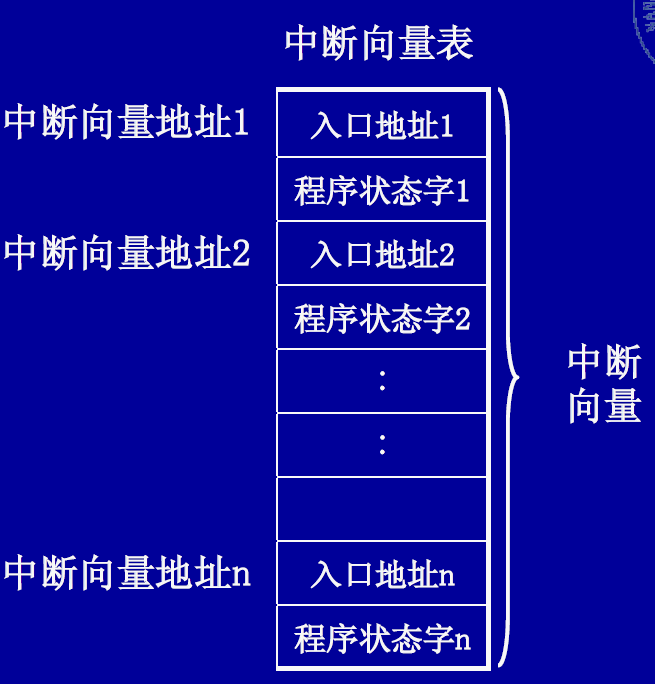 中断向量表
中断向量地址1
入口地址1
程序状态字1
中断向量地址2
入口地址2
程序状态字2
:
:
中断
向量
中断向量地址n
入口地址n
程序状态字n